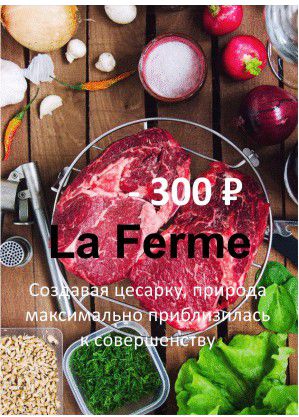 300 ₽
La Ferme
Создавая цесарку, природа
максимально приблизилась
к совершенству